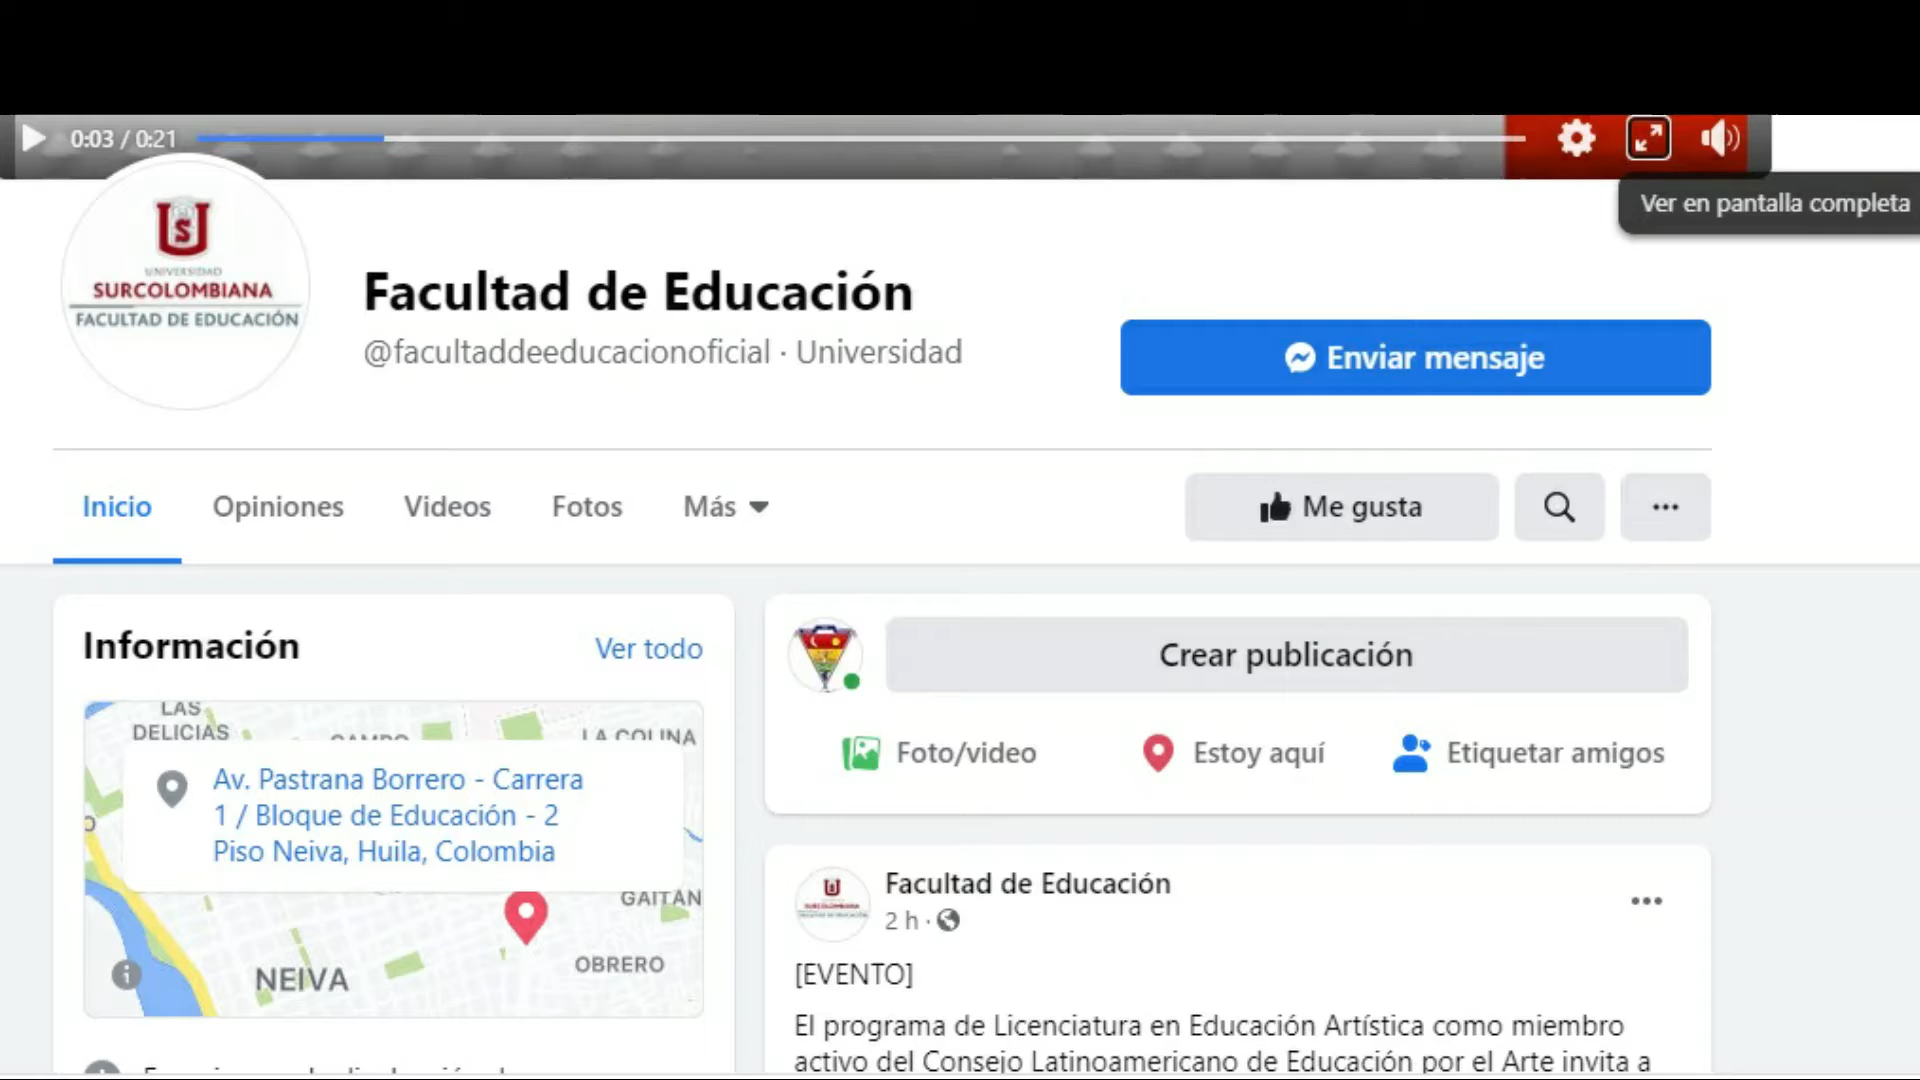 0:03 / 0:21
Ver en pantalla completa
US
UNIVERSIDAD
SURCOLOMBIANA
FACULTAD DE EDUCACIÓN
Facultad de Educación
@facultaddeeducacionoficial · Universidad
Enviar mensaje
Inicio Opiniones Videos Fotos Más
Me gusta
Información
Ver todo
LAS
DELICIAS
LA COLINA
Av. Pastrana Borrero - Carrera
1 / Bloque de Educación - 2
Piso Neiva, Huila, Colombia
GAITAN
OBRERO
NEIVA
Crear publicación
Foto/video Estoy aquí Etiquetar amigos
Facultad de Educación
2 h ·
[EVENTO]
El programa de Licenciatura en Educación Artística como miembro
activo del Consejo Latinoamericano de Educación por el Arte invita a